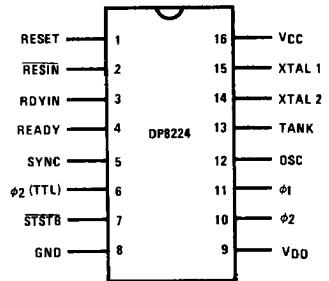 RESET 1 16 VCC
RESIN 2 15 XTAL 1
RDYIN 3 14 XTAL 2
READY 4 DP8224 13 TANK
SYNC 5 12 OSC
φ2 (TTL) 6 11 φ1
STSTB 7 10 φ2
GND 8 9 VDD